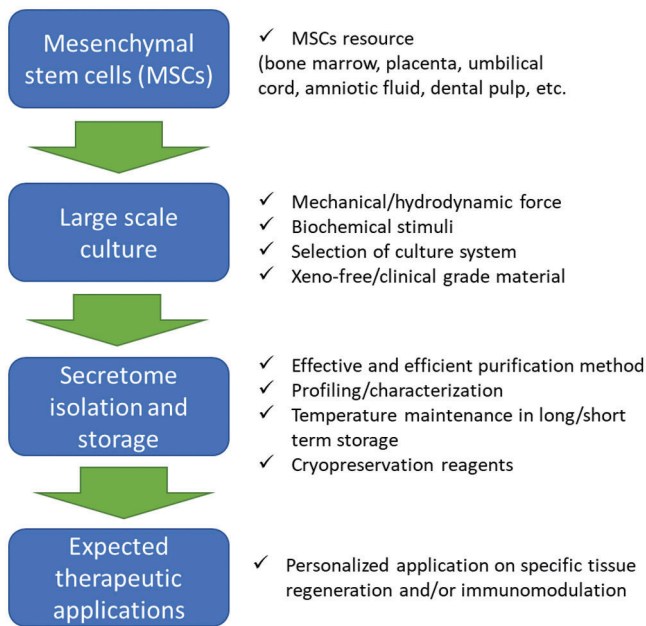 Mesenchymal
stem cells (MSCs)
✓ MSCs resource
(bone marrow, placenta, umbilical
cord, amniotic fluid, dental pulp, etc.
Large scale
culture
✓ Mechanical/hydrodynamic force
✓ Biochemical stimuli
✓ Selection of culture system
✓ Xeno-free/clinical grade material
Secretome
isolation and
storage
✓ Effective and efficient purification method
✓ Profiling/characterization
✓ Temperature maintenance in long/short
term storage
✓ Cryopreservation reagents
Expected
therapeutic
applications
✓ Personalized application on specific tissue
regeneration and/or immunomodulation